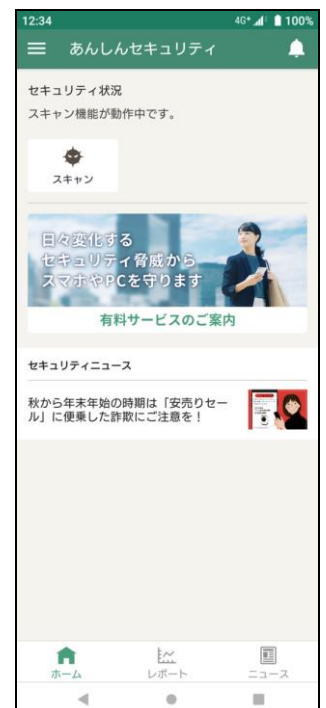 12:34 4G+ 100%
あんしんセキュリティ
セキュリティ状況
スキャン機能が動作中です。
スキャン
日々変化する
セキュリティ脅威から
スマホやPCを守ります
有料サービスのご案内
セキュリティニュース
秋から年末年始の時期は「安売りセー
ル」に便乗した詐欺にご注意を！
ホーム レポート ニュース